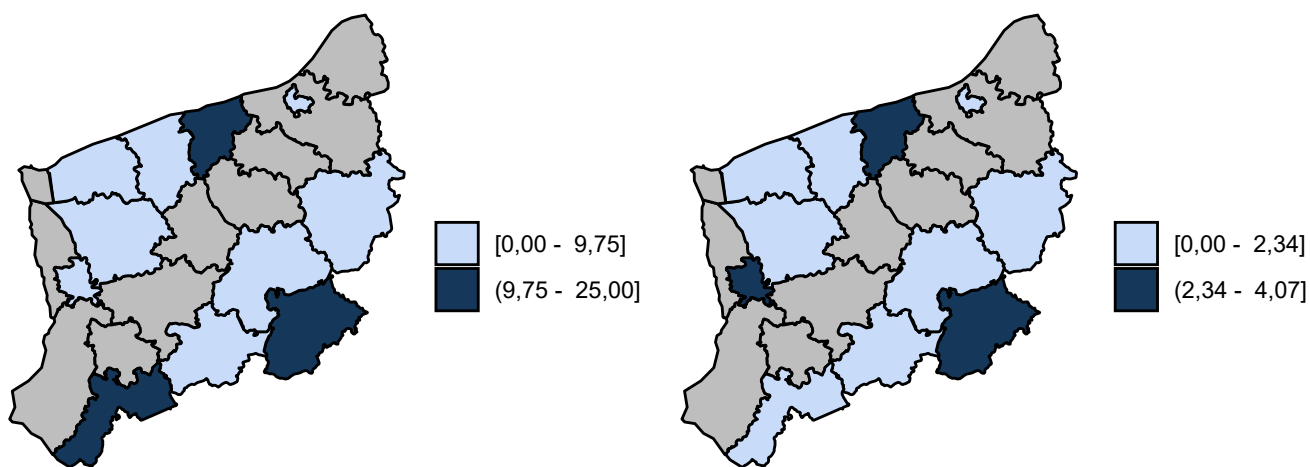 [0,00 - 9,75]
(9,75 - 25,00]
[0,00 - 2,34]
(2,34 - 4,07]